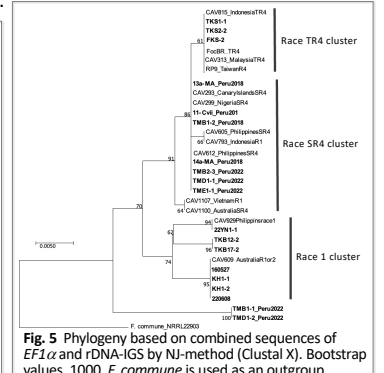 CAV815_IndonesiaTR4
TKS1-1
TKS2-2
61
FKS-2
Race TR4 cluster
FocBR_TR4
CAV313_MalaysiaTR4
RP9_TaiwanR4
13a-MA_Peru2018
CAV293_CanaryIslandsSR4
CAV299_NigeriaSR4
86
11-Cvii_Peru201
TMB1-2_Peru2018
CAV605_PhilippinesSR4
66
CAV793_IndonesiaR1
Race SR4 cluster
CAV612_PhilippinesSR4
91
14a-MA_Peru2018
TMB2-3_Peru2022
TMD1-1_Peru2022
TME1-1_Peru2022
CAV1107_VietnamR1
64
CAV1100_AustraliaSR4
70
94
CAV929Philippinsrace1
62
22YN1-1
0.0050
TKB12-2
96
TKB17-2
74
CAV609_AustraliaR1or2
Race 1 cluster
160527
95
KH1-1
KH1-2
220608
TMB1-1_Peru2022
100
TMD1-2_Peru2022
F. commune_NRRL22903
Fig. 5 Phylogeny based on combined sequences of
EF1α and rDNA-IGS by NJ-method (Clustal X). Bootstrap
values, 1000. F. commune is used as an outgroup